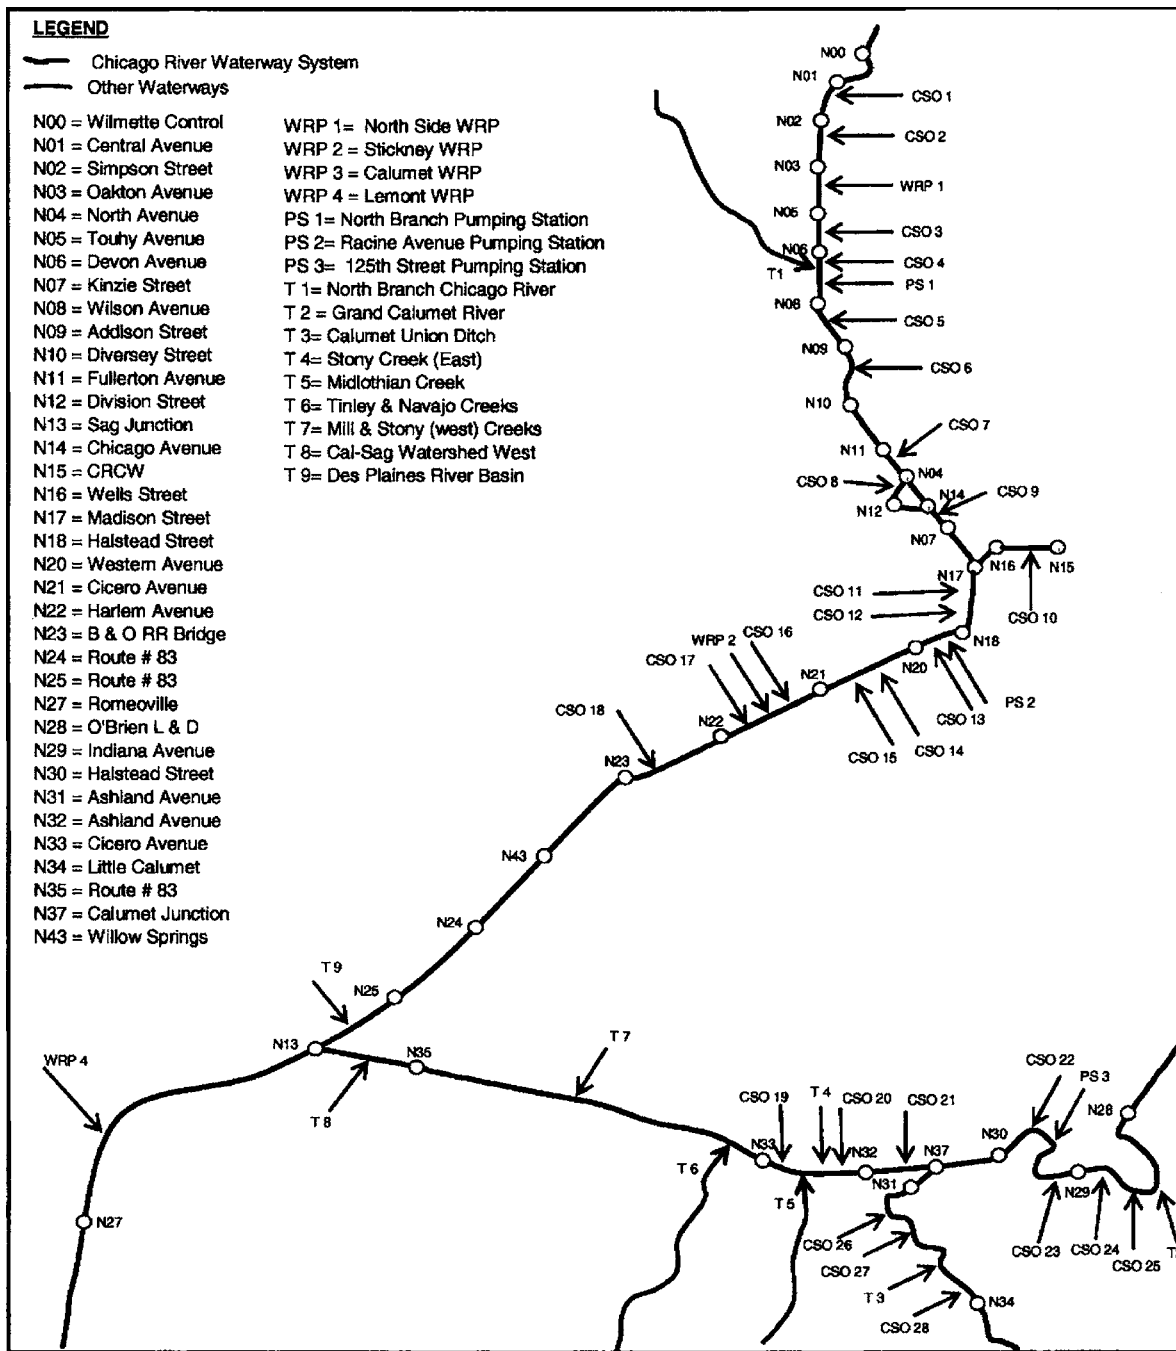 LEGEND
Chicago River Waterway System
Other Waterways
N00 = Wilmette Control
N01 = Central Avenue
N02 = Simpson Street
N03 = Oakton Avenue
N04 = North Avenue
N05 = Touhy Avenue
N06 = Devon Avenue
N07 = Kinzie Street
N08 = Wilson Avenue
N09 = Addison Street
N10 = Diversey Street
N11 = Fullerton Avenue
N12 = Division Street
N13 = Sag Junction
N14 = Chicago Avenue
N15 = CRCW
N16 = Wells Street
N17 = Madison Street
N18 = Halstead Street
N20 = Western Avenue
N21 = Cicero Avenue
N22 = Harlem Avenue
N23 = B & O RR Bridge
N24 = Route # 83
N25 = Route # 83
N27 = Romeoville
N28 = O'Brien L & D
N29 = Indiana Avenue
N30 = Halstead Street
N31 = Ashland Avenue
N32 = Ashland Avenue
N33 = Cicero Avenue
N34 = Little Calumet
N35 = Route # 83
N37 = Calumet Junction
N43 = Willow Springs
WRP 1= North Side WRP
WRP 2 = Stickney WRP
WRP 3 = Calumet WRP
WRP 4 = Lemont WRP
PS 1= North Branch Pumping Station
PS 2= Racine Avenue Pumping Station
PS 3= 125th Street Pumping Station
T 1= North Branch Chicago River
T 2 = Grand Calumet River
T 3= Calumet Union Ditch
T 4= Stony Creek (East)
T 5= Midlothian Creek
T 6= Tinley & Navajo Creeks
T 7= Mill & Stony (west) Creeks
T 8= Cal-Sag Watershed West
T 9= Des Plaines River Basin
N00
N01
CSO 1
N02
CSO 2
N03
WRP 1
N05
CSO 3
N06
CSO 4
T1
PS 1
N08
CSO 5
N09
CSO 6
N10
CSO 7
N11
N04
CSO 8
CSO 9
N14
N12
N07
N16
N15
N17
CSO 11
CSO 12
CSO 10
N18
N20
CSO 16
WRP 2
CSO 17
N21
PS 2
CSO 13
CSO 14
CSO 15
CSO 18
N22
N23
N43
N24
T 9
N25
N13
N35
T 7
WRP 4
T 8
CSO 19
T 4
CSO 20
CSO 21
CSO 22
PS 3
N28
N33
N32
N37
N30
N31
N29
T 6
T 5
N27
CSO 26
CSO 27
T 3
CSO 28
N34
CSO 23
CSO 24
CSO 25